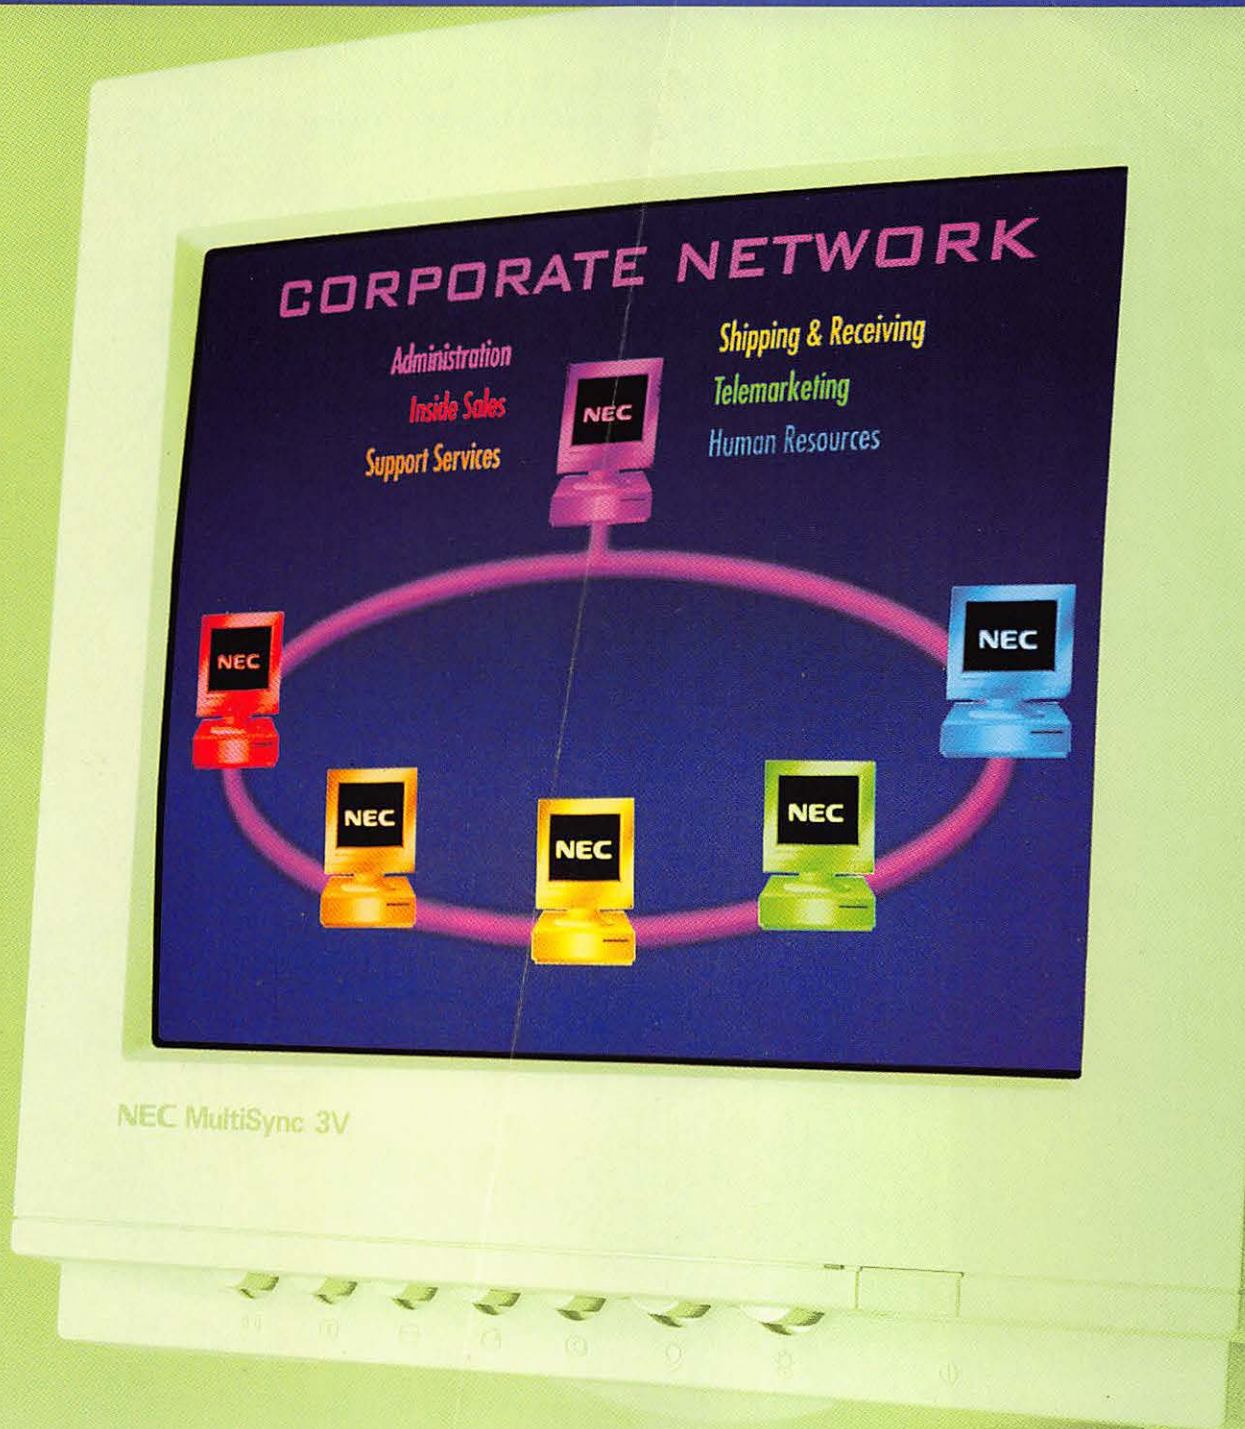 CORPORATE NETWORK
Administration
Inside Sales
Support Services
Shipping & Receiving
Telemarketing
Human Resources
NEC
NEC
NEC
NEC
NEC
NEC
NEC MultiSync 3V